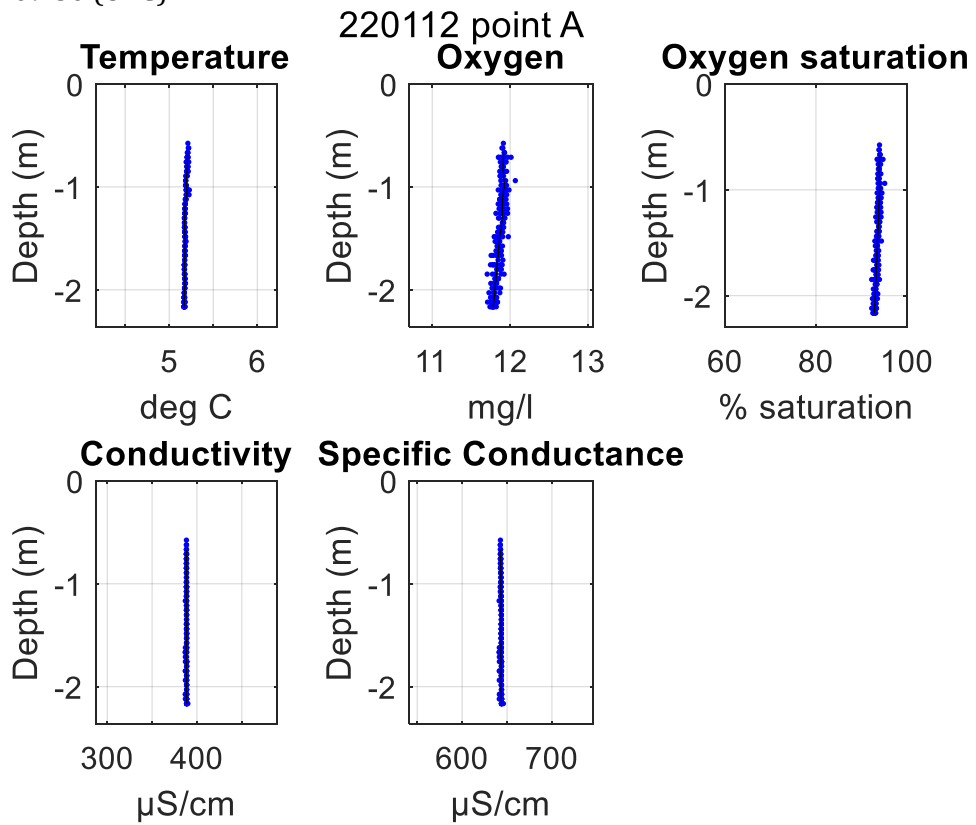 220112 point A
Temperature Oxygen Oxygen saturation
0 0 0
Depth (m) Depth (m) Depth (m)
-1 -1 -1
-2 -2 -2
5 6 11 12 13 60 80 100
deg C mg/l % saturation
Conductivity Specific Conductance
0 0
Depth (m) Depth (m)
-1 -1
-2 -2
300 400 600 700
µS/cm µS/cm